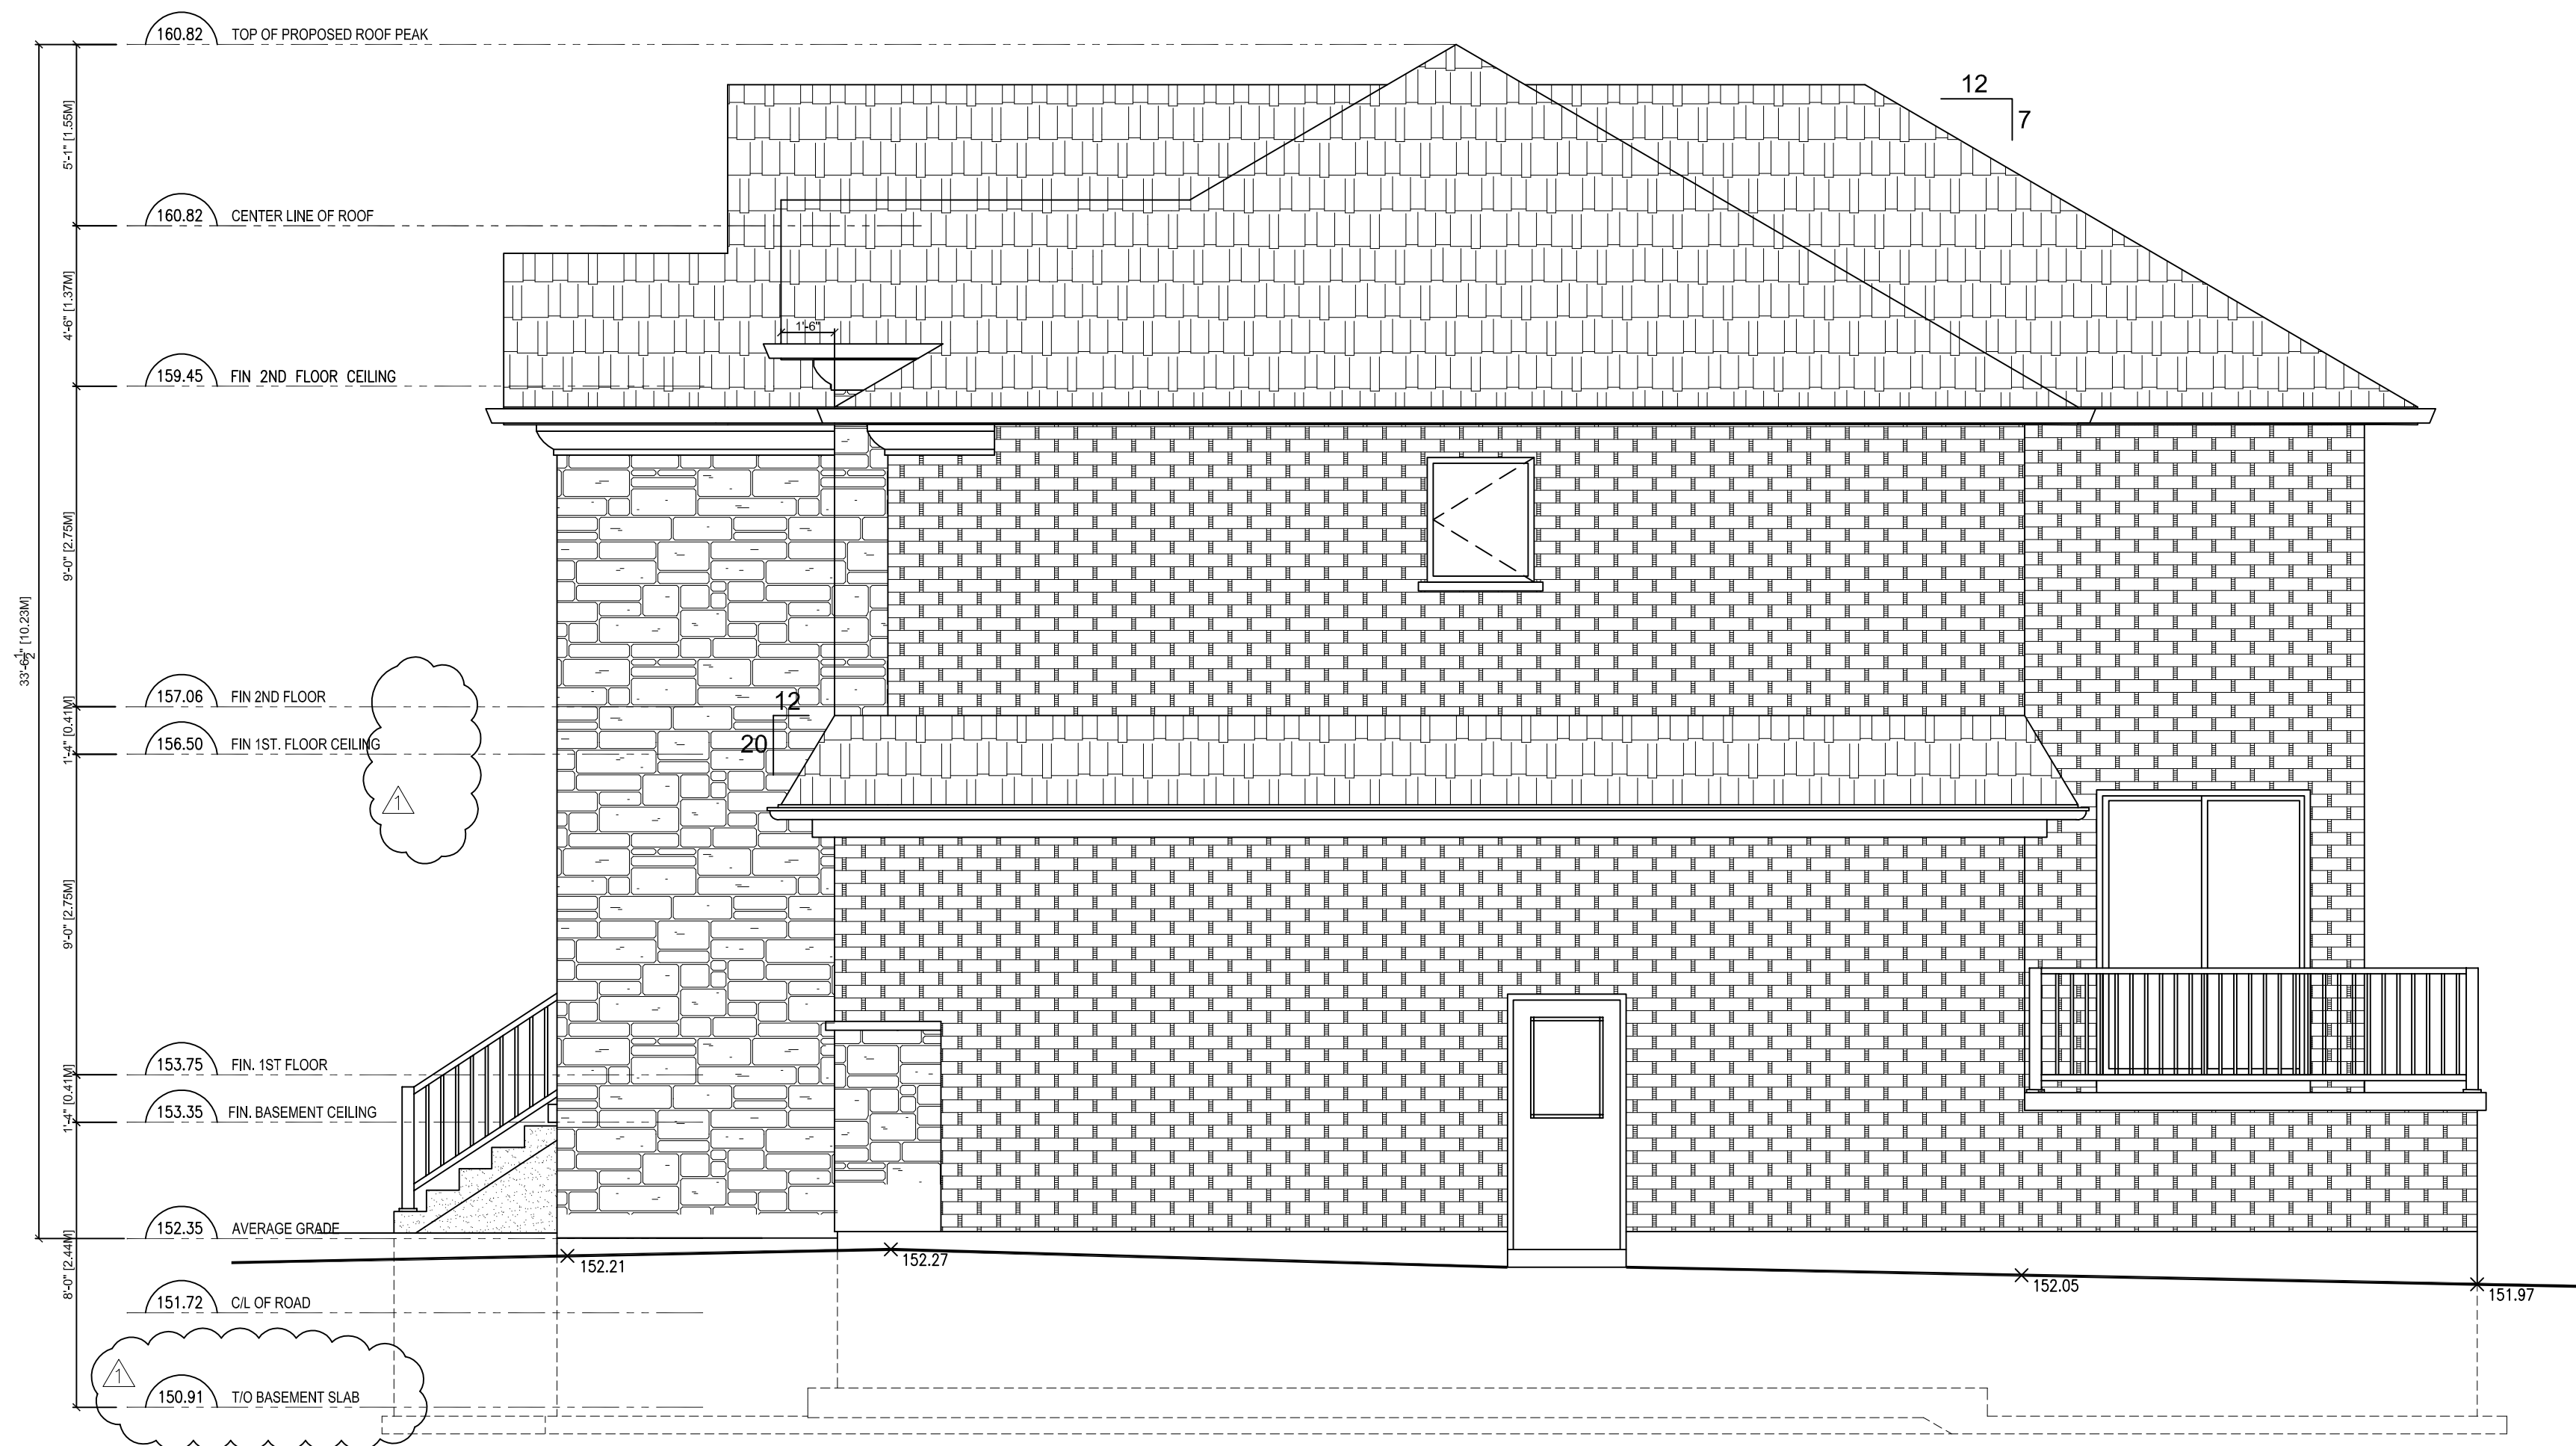 160.82 TOP OF PROPOSED ROOF PEAK
12
7
5'-1" [1.55M]
160.82 CENTER LINE OF ROOF
4'-6" [1.37M]
1'-6"
159.45 FIN 2ND FLOOR CEILING
9'-0" [2.75M]
33'-6 1/2" [10.23M]
157.06 FIN 2ND FLOOR
12
20
1'-4" [0.41M]
156.50 FIN 1ST. FLOOR CEILING
1
9'-0" [2.75M]
153.75 FIN. 1ST FLOOR
1'-4" [0.41M]
153.35 FIN. BASEMENT CEILING
152.35 AVERAGE GRADE
152.21
152.27
152.05
151.97
8'-0" [2.44M]
151.72 C/L OF ROAD
1
150.91 T/O BASEMENT SLAB